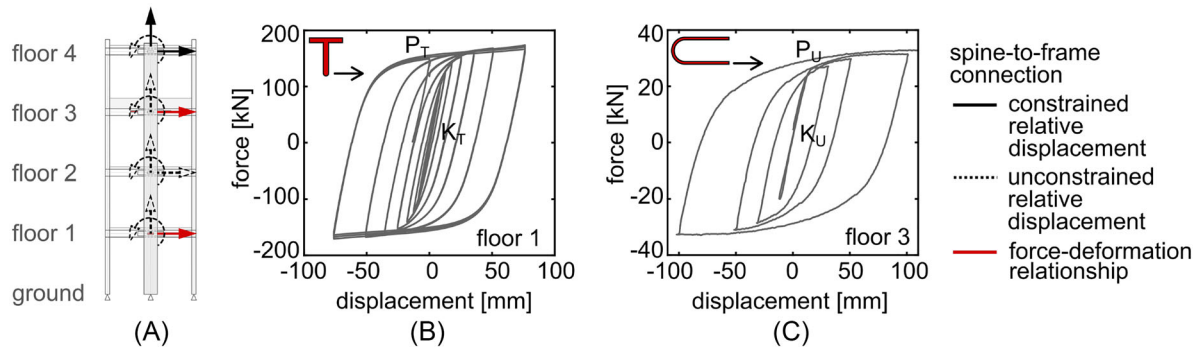 floor 4
floor 3
floor 2
floor 1
ground
(A)
force [kN]
200
100
0
-100
-200
-100
-50
0
50
100
P_T
K_T
floor 1
displacement [mm]
(B)
force [kN]
40
20
0
-20
-40
-100
-50
0
50
100
P_U
K_U
floor 3
displacement [mm]
(C)
spine-to-frame
connection
constrained
relative
displacement
unconstrained
relative
displacement
force-deformation
relationship